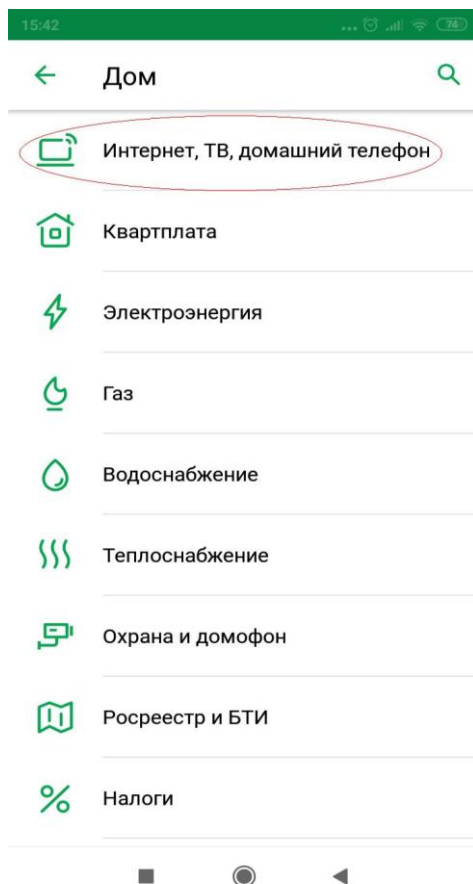 15:42
74
Дом
Интернет, ТВ, домашний телефон
Квартплата
Электроэнергия
Газ
Водоснабжение
Теплоснабжение
Охрана и домофон
Росреестр и БТИ
Налоги